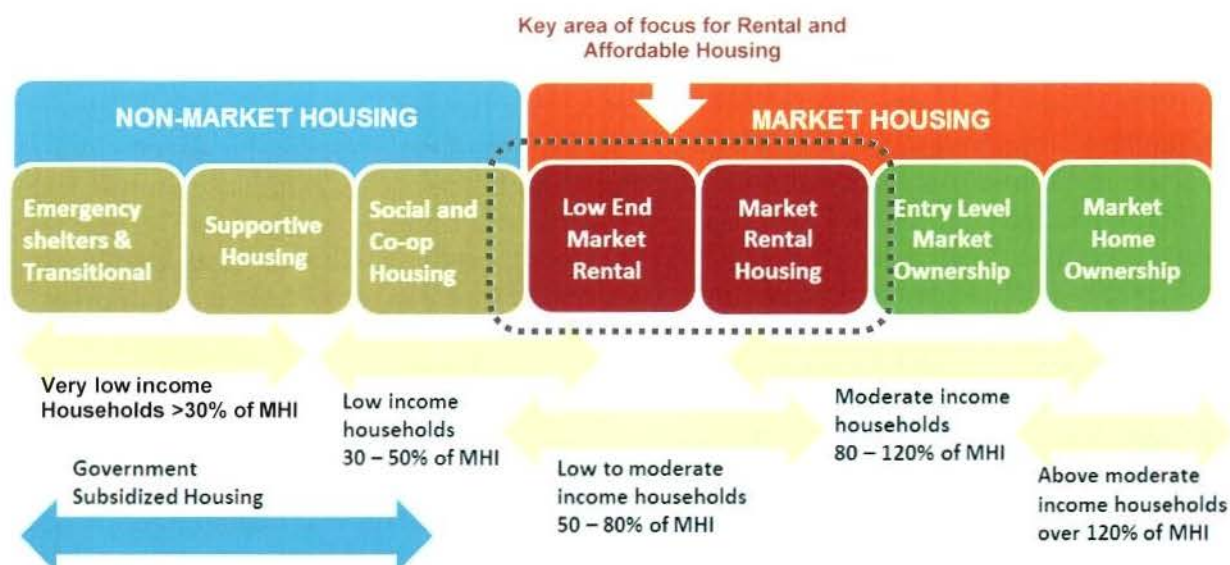 Key area of focus for Rental and
Affordable Housing
NON-MARKET HOUSING
MARKET HOUSING
Emergency
shelters &
Transitional
Supportive
Housing
Social and
Co-op
Housing
Low End
Market
Rental
Market
Rental
Housing
Entry Level
Market
Ownership
Market
Home
Ownership
Very low income
Households >30% of MHI
Low income
households
30 – 50% of MHI
Low to moderate
income households
50 – 80% of MHI
Moderate income
households
80 – 120% of MHI
Above moderate
income households
over 120% of MHI
Government
Subsidized Housing